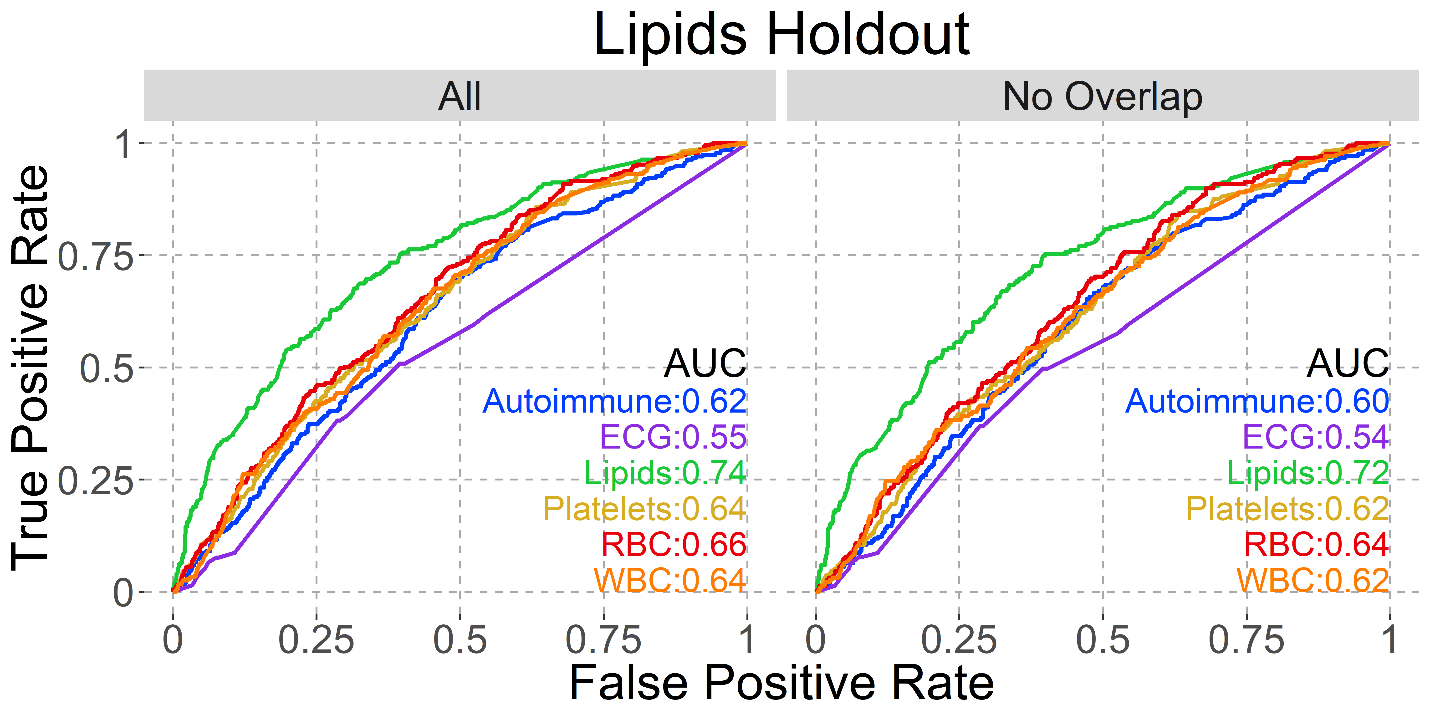 Lipids Holdout
All
No Overlap
True Positive Rate
1
0.75
0.5
0.25
0
AUC
Autoimmune:0.62
ECG:0.55
Lipids:0.74
Platelets:0.64
RBC:0.66
WBC:0.64
AUC
Autoimmune:0.60
ECG:0.54
Lipids:0.72
Platelets:0.62
RBC:0.64
WBC:0.62
0 0.25 0.5 0.75 1
0 0.25 0.5 0.75 1
False Positive Rate